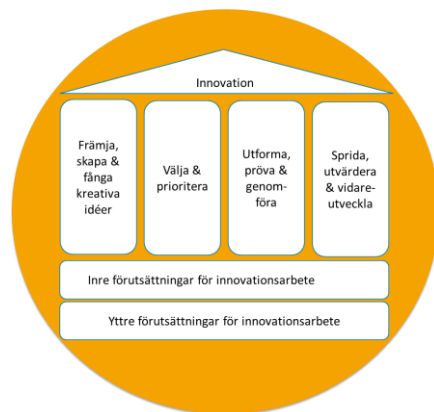 Innovation
Främja,
skapa &
fånga
kreativa
idéer
Välja &
prioritera
Utforma,
pröva &
genom-
föra
Sprida,
utvärdera
& vidare-
utveckla
Inre förutsättningar för innovationsarbete
Yttre förutsättningar för innovationsarbete